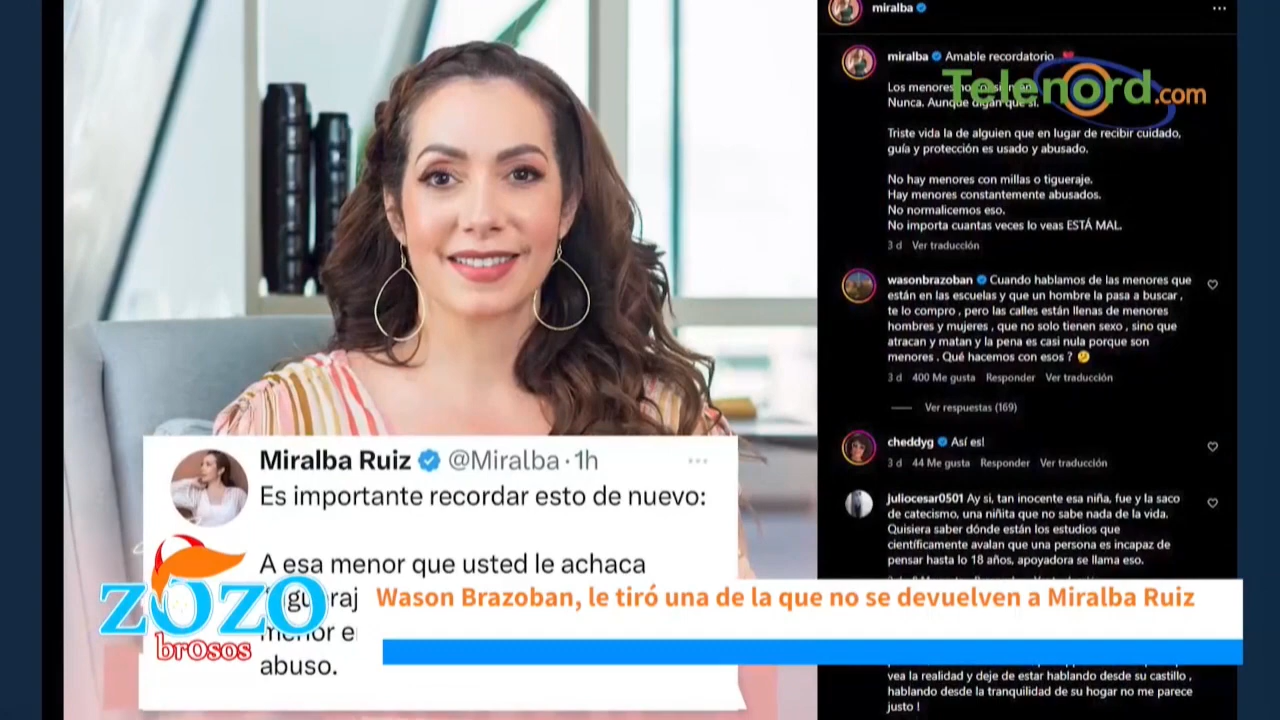 miralba
miralba Amable recordatorio
Telenord.com
Los menores no
Nunca. Aunque digan que si.
Triste vida la de alguien que en lugar de recibir cuidado,
guía y protección es usado y abusado.
No hay menores con millas o tigueraje.
Hay menores constantemente abusados.
No normalicemos eso.
No importa cuantas veces lo veas ESTÁ MAL.
3 d Ver traducción
wasonbrazoban Cuando hablamos de las menores que
están en las escuelas y que un hombre la pasa a buscar ,
te lo compro , pero las calles están llenas de menores
hombres y mujeres , que no solo tienen sexo , sino que
atracan y matan y la pena es casi nula porque son
menores . Qué hacemos con esos ? 🤔
3 d 400 Me gusta Responder Ver traducción
Ver respuestas (169)
cheddyg Así es!
3 d 44 Me gusta Responder Ver traducción
juliocesar0501 Ay si, tan inocente esa niña, fue y la saco
de catecismo, una niñita que no sabe nada de la vida.
Quisiera saber dónde están los estudios que
científicamente avalan que una persona es incapaz de
pensar hasta lo 18 años, apoyadora se llama eso.
vea la realidad y deje de estar hablando desde su castillo ,
hablando desde la tranquilidad de su hogar no me parece
justo !
Miralba Ruiz @Miralba · 1h
Es importante recordar esto de nuevo:
A esa menor que usted le achaca
menor e
abuso.
ZOZO
brOsos
Wason Brazoban, le tiró una de la que no se devuelven a Miralba Ruiz